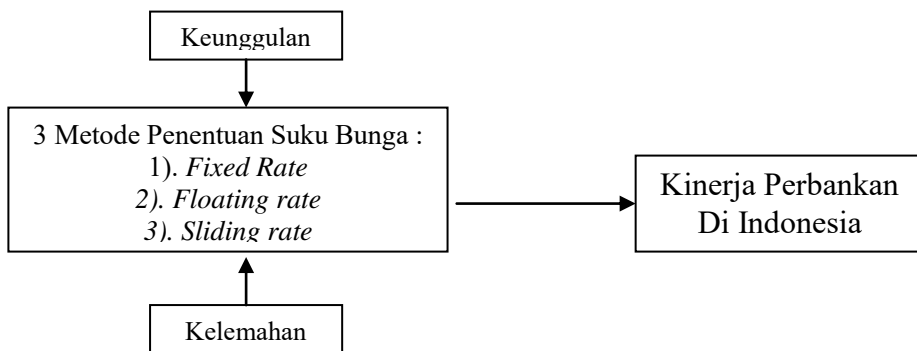 Keunggulan
3 Metode Penentuan Suku Bunga :
1). Fixed Rate
2). Floating rate
3). Sliding rate
Kinerja Perbankan
Di Indonesia
Kelemahan